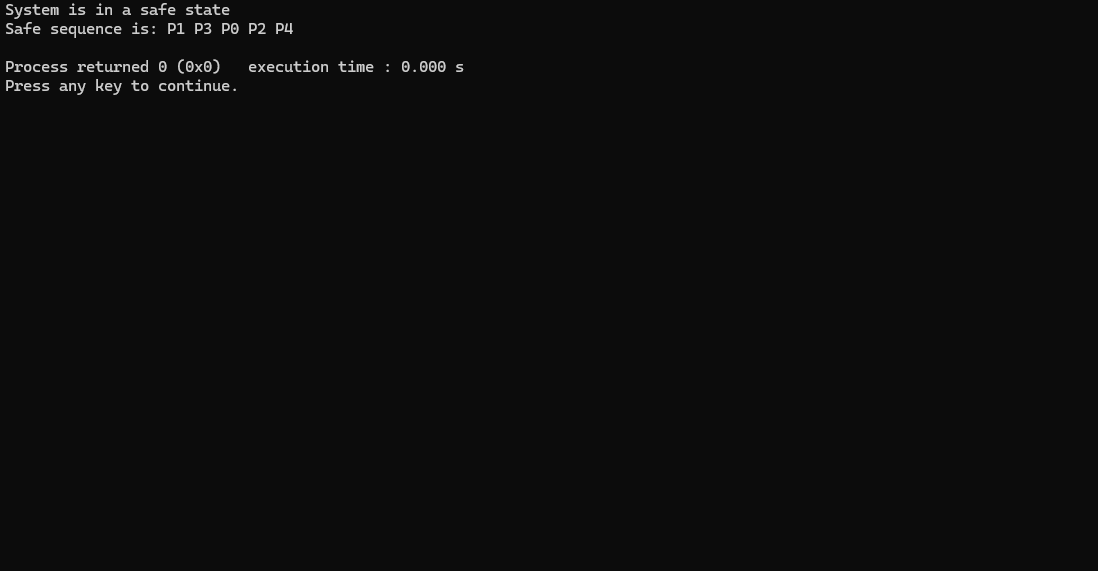 System is in a safe state
Safe sequence is: P1 P3 P0 P2 P4
Process returned 0 (0x0)   execution time : 0.000 s
Press any key to continue.